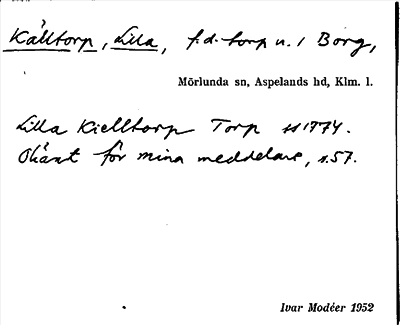 Källtorp, Lilla, f.d. torp u. 1 Borg,
Mörlunda sn, Aspelands hd, Klm. l.
Lilla Kielltorp Torp 1774.
Okänt för mina meddelare, s.57.
Ivar Modéer 1952